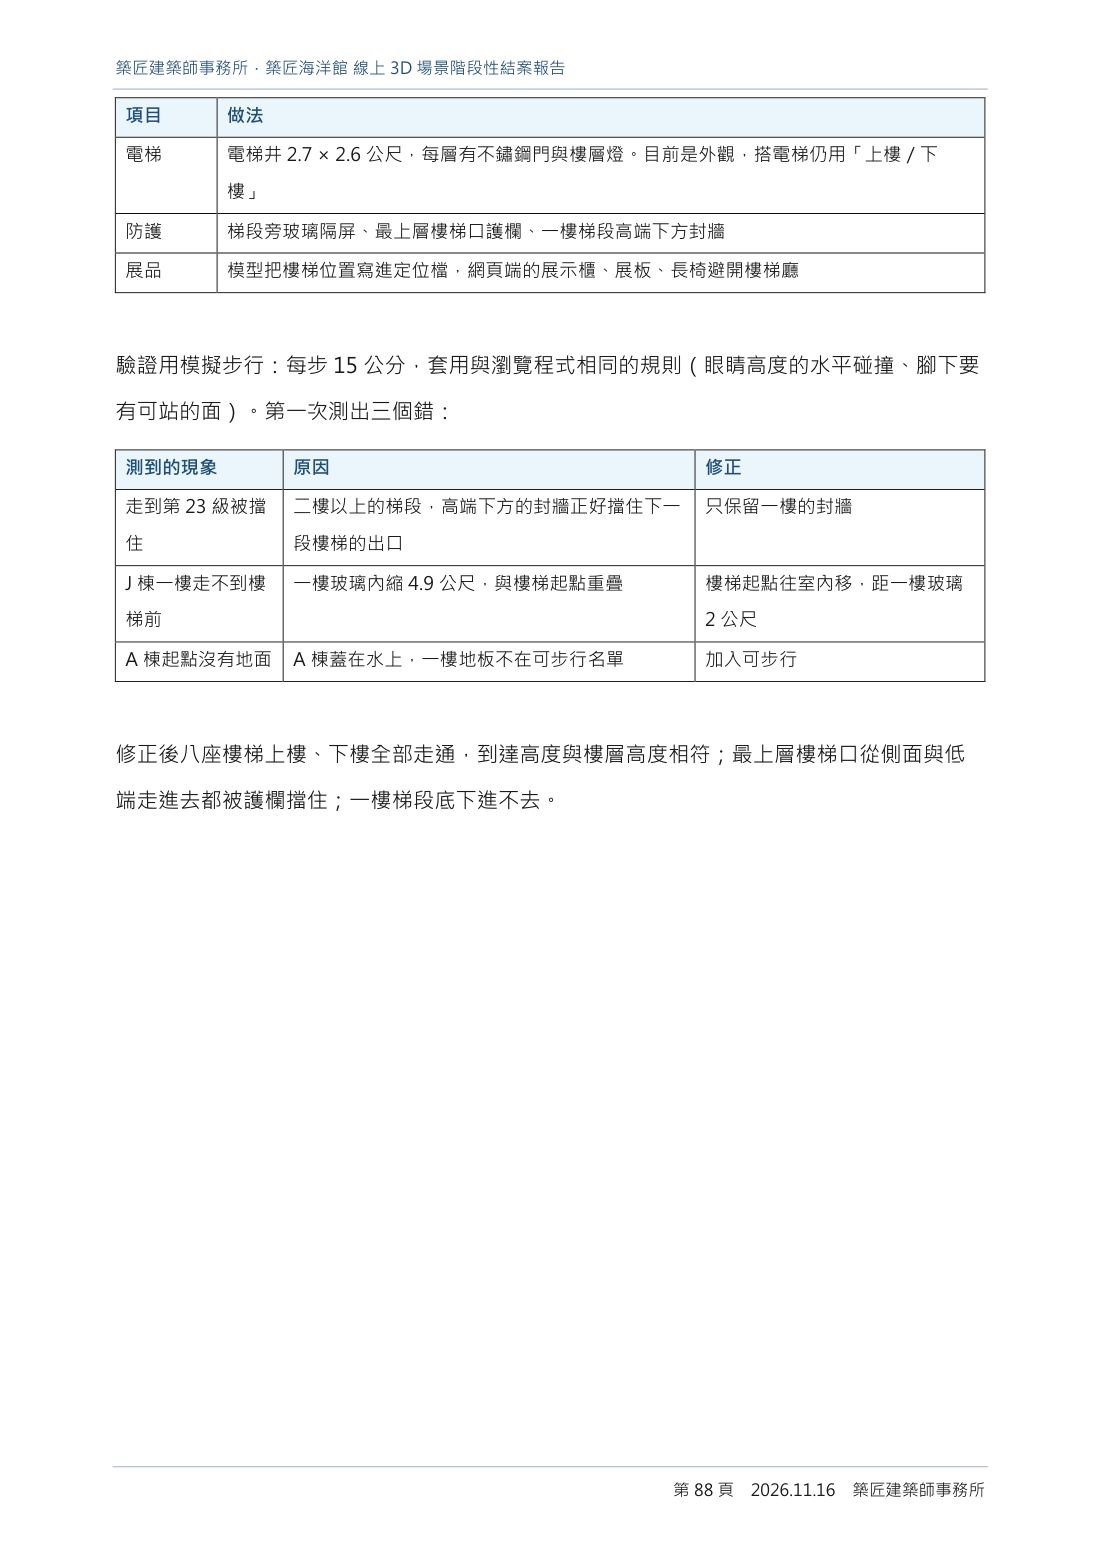 築匠建築師事務所．築匠海洋館 線上 3D 場景階段性結案報告
項目 做法
電梯 電梯井 2.7 × 2.6 公尺，每層有不鏽鋼門與樓層燈。目前是外觀，搭電梯仍用「上樓 / 下
樓」
防護 梯段旁玻璃隔屏、最上層樓梯口護欄、一樓梯段高端下方封牆
展品 模型把樓梯位置寫進定位檔，網頁端的展示櫃、展板、長椅避開樓梯廳
驗證用模擬步行：每步 15 公分，套用與瀏覽程式相同的規則（眼睛高度的水平碰撞、腳下要
有可站的面）。第一次測出三個錯：
測到的現象 原因 修正
走到第 23 級被擋 二樓以上的梯段，高端下方的封牆正好擋住下一 只保留一樓的封牆
住 段樓梯的出口
J 棟一樓走不到樓 一樓玻璃內縮 4.9 公尺，與樓梯起點重疊 樓梯起點往室內移，距一樓玻璃
梯前 2 公尺
A 棟起點沒有地面 A 棟蓋在水上，一樓地板不在可步行名單 加入可步行
修正後八座樓梯上樓、下樓全部走通，到達高度與樓層高度相符；最上層樓梯口從側面與低
端走進去都被護欄擋住；一樓梯段底下進不去。
第 88 頁 2026.11.16 築匠建築師事務所